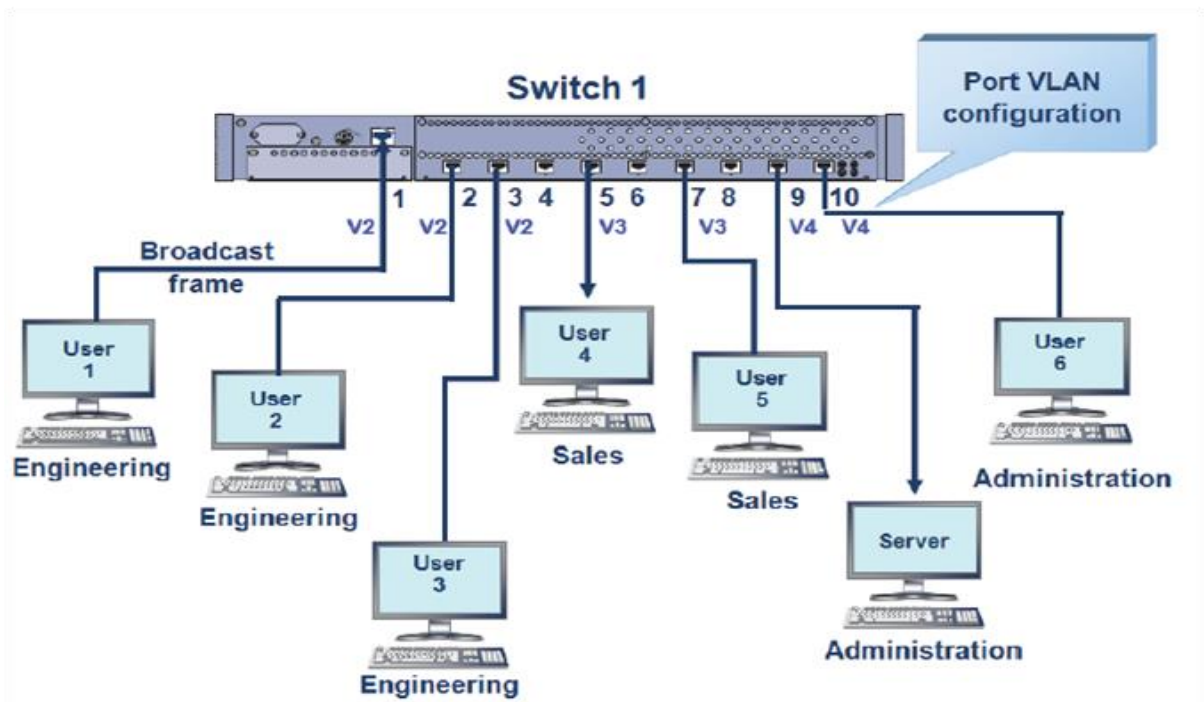 Port VLAN
configuration
Switch 1
1 2 3 4 5 6 7 8 9 10
V2 V2 V2 V3 V3 V4 V4
Broadcast
frame
User
1
Engineering
User
2
Engineering
User
3
Engineering
User
4
Sales
User
5
Sales
Server
Administration
User
6
Administration